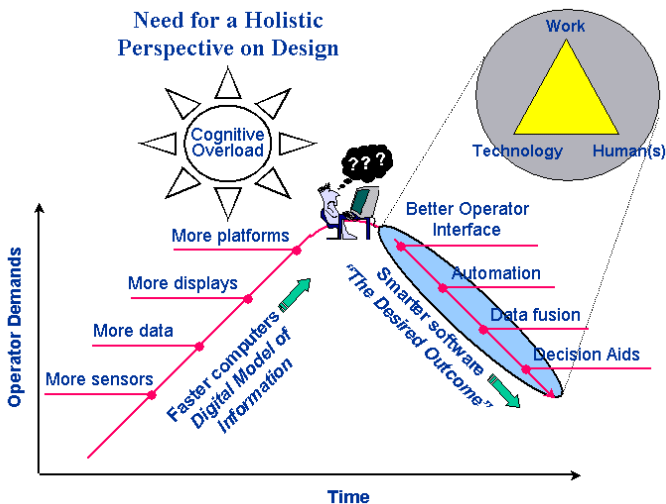 Need for a Holistic
Perspective on Design
Work
Technology
Human(s)
Cognitive
Overload
? ? ?
More platforms
More displays
More data
More sensors
Faster computers
Digital Model of
Information
Better Operator
Interface
Automation
Data fusion
Decision Aids
Smarter software
"The Desired Outcome"
Operator Demands
Time